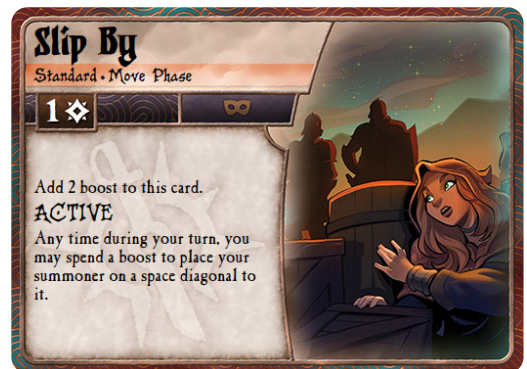 Slip By
Standard • Move Phase
1
Add 2 boost to this card.
ACTIVE
Any time during your turn, you
may spend a boost to place your
summoner on a space diagonal to
it.